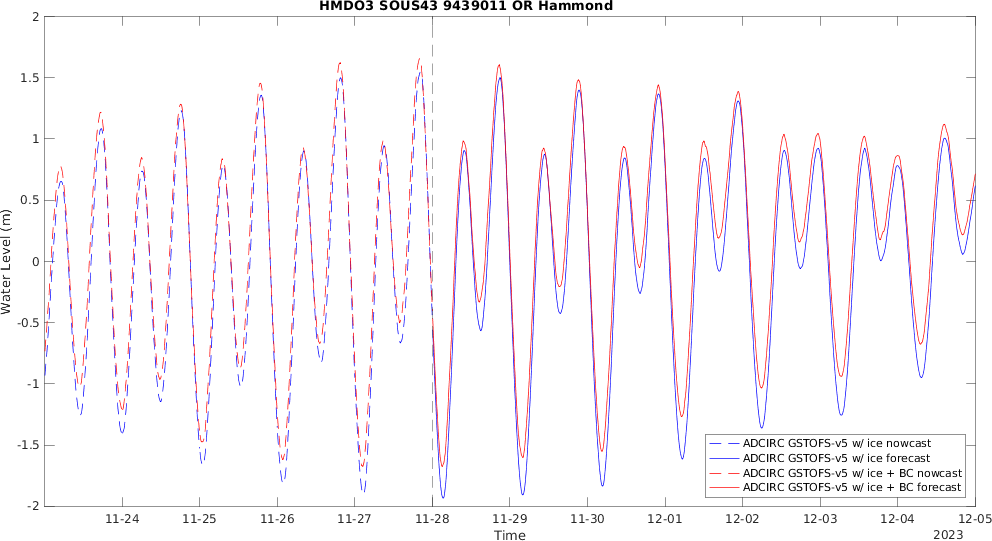 HMDO3 SOUS43 9439011 OR Hammond
2
1.5
1
0.5
0
-0.5
-1
-1.5
-2
Water Level (m)
ADCIRC GSTOFS-v5 w/ ice nowcast
ADCIRC GSTOFS-v5 w/ ice forecast
ADCIRC GSTOFS-v5 w/ ice + BC nowcast
ADCIRC GSTOFS-v5 w/ ice + BC forecast
11-24 11-25 11-26 11-27 11-28 11-29 11-30 12-01 12-02 12-03 12-04 12-05
Time
2023